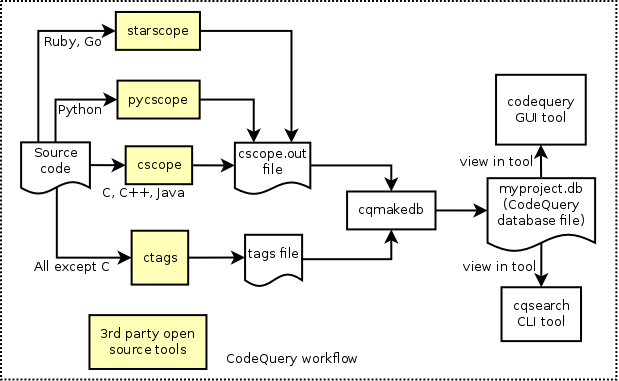 starscope
Ruby, Go
pycscope
Python
codequery
GUI tool
Source
code
cscope
cscope.out
file
C, C++, Java
view in tool
cqmakedb
myproject.db
(CodeQuery
database file)
ctags
tags file
All except C
view in tool
cqsearch
CLI tool
3rd party open
source tools
CodeQuery workflow